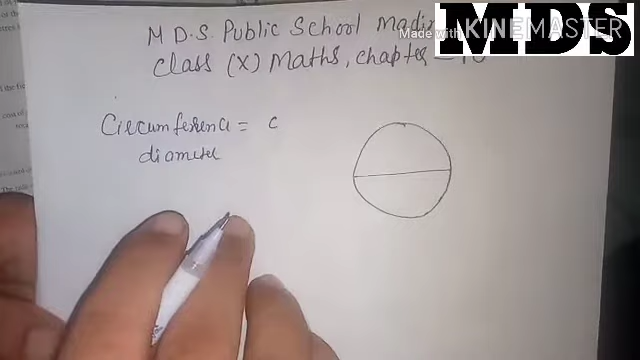 M D.S. Public School
Made with KINEMASTER
MDS
Class (X) Maths, chapter
Circumference = c
diameter